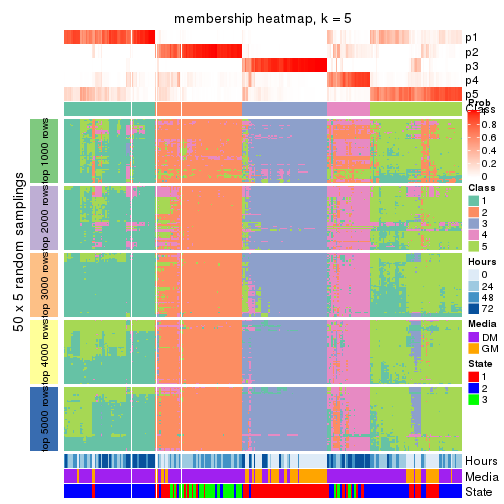 membership heatmap, k = 5
p1
p2
p3
p4
p5
Prob
Class
1
0.8
0.6
0.4
0.2
0
Class
1
2
3
4
5
Hours
0
24
48
72
Media
DM
GM
State
1
2
3
50 x 5 random samplings
top 1000 rows
top 2000 rows
top 3000 rows
top 4000 rows
top 5000 rows
Hours
Media
State